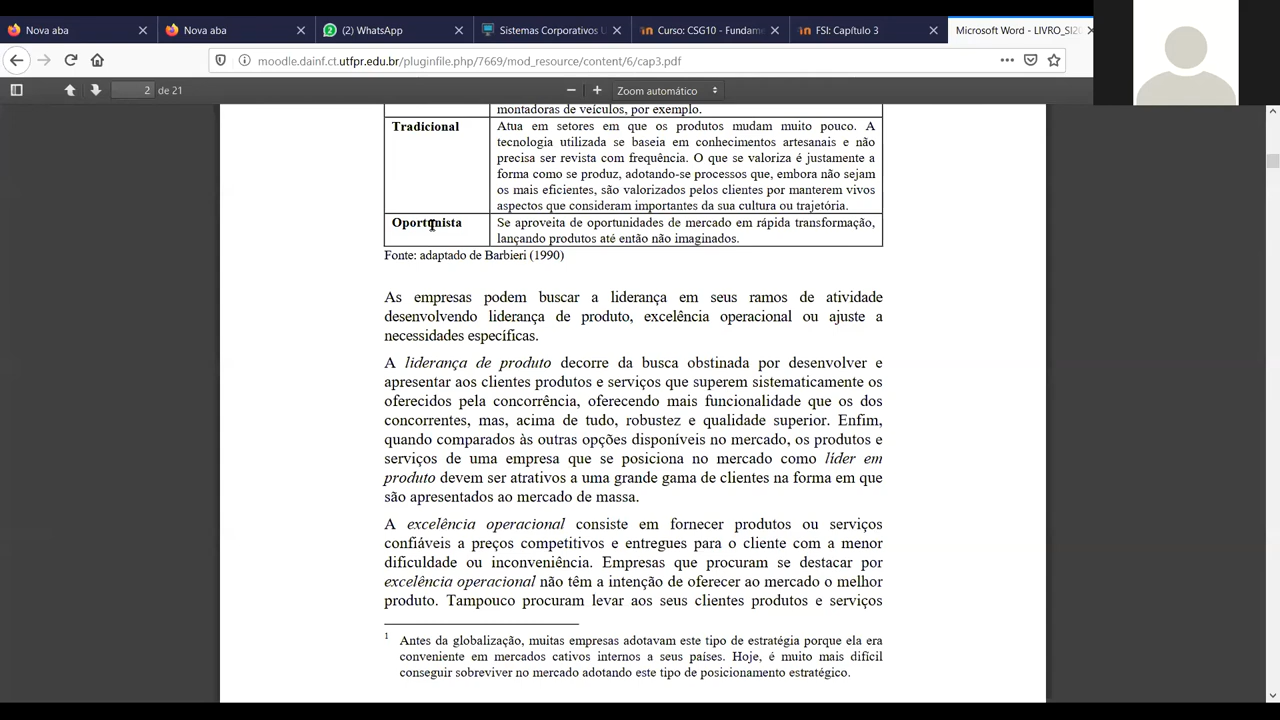 Nova aba
Nova aba
(2) WhatsApp
Sistemas Corporativos
Curso: CSG10 - Fundam
FSI: Capítulo 3
Microsoft Word - LIVRO_SI20
moodle.dainf.ct.utfpr.edu.br/pluginfile.php/7669/mod_resource/content/6/cap3.pdf
2 de 21
Zoom automático
montadoras de veículos, por exemplo.
Tradicional
Atua em setores em que os produtos mudam muito pouco. A
tecnologia utilizada se baseia em conhecimentos artesanais e não
precisa ser revista com frequência. O que se valoriza é justamente a
forma como se produz, adotando-se processos que, embora não sejam
os mais eficientes, são valorizados pelos clientes por manterem vivos
aspectos que consideram importantes da sua cultura ou trajetória.
Oportunista
Se aproveita de oportunidades de mercado em rápida transformação,
lançando produtos até então não imaginados.
Fonte: adaptado de Barbieri (1990)
As empresas podem buscar a liderança em seus ramos de atividade
desenvolvendo liderança de produto, excelência operacional ou ajuste a
necessidades específicas.
A liderança de produto decorre da busca obstinada por desenvolver e
apresentar aos clientes produtos e serviços que superem sistematicamente os
oferecidos pela concorrência, oferecendo mais funcionalidade que os dos
concorrentes, mas, acima de tudo, robustez e qualidade superior. Enfim,
quando comparados às outras opções disponíveis no mercado, os produtos e
serviços de uma empresa que se posiciona no mercado como líder em
produto devem ser atrativos a uma grande gama de clientes na forma em que
são apresentados ao mercado de massa.
A excelência operacional consiste em fornecer produtos ou serviços
confiáveis a preços competitivos e entregues para o cliente com a menor
dificuldade ou inconveniência. Empresas que procuram se destacar por
excelência operacional não têm a intenção de oferecer ao mercado o melhor
produto. Tampouco procuram levar aos seus clientes produtos e serviços
1 Antes da globalização, muitas empresas adotavam este tipo de estratégia porque ela era
conveniente em mercados cativos internos a seus países. Hoje, é muito mais difícil
conseguir sobreviver no mercado adotando este tipo de posicionamento estratégico.